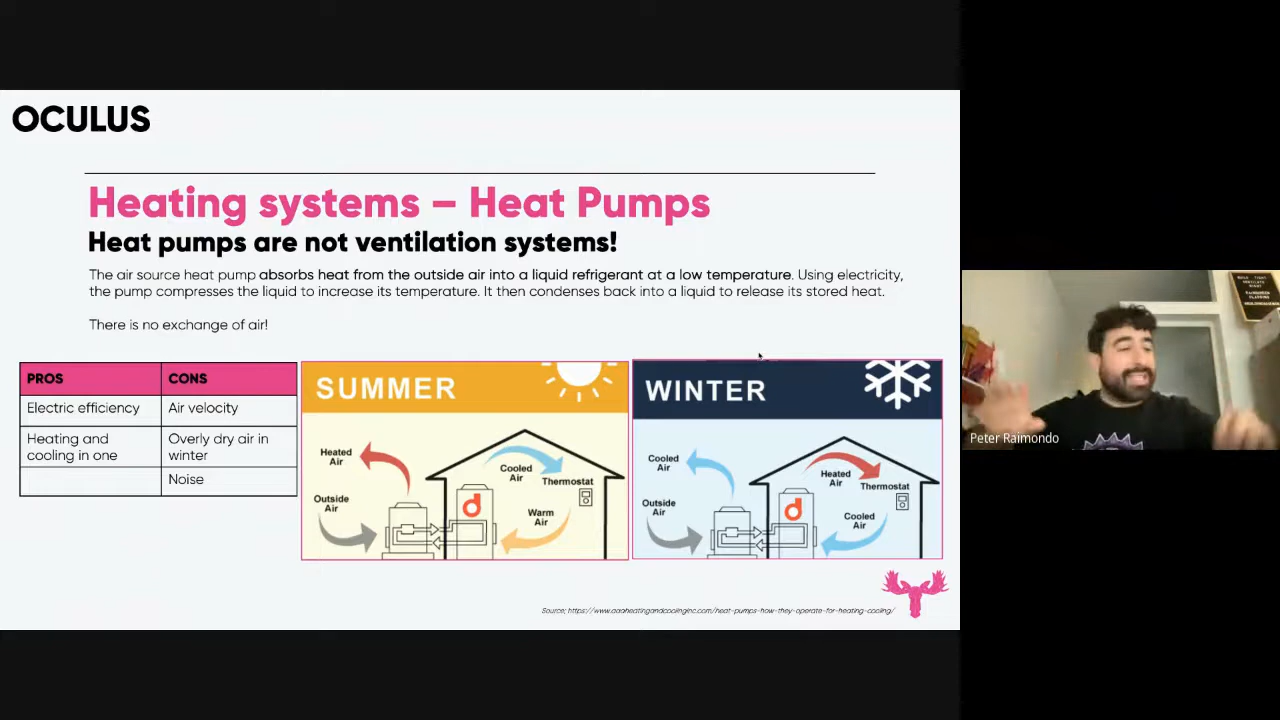 OCULUS
Heating systems – Heat Pumps
Heat pumps are not ventilation systems!
The air source heat pump absorbs heat from the outside air into a liquid refrigerant at a low temperature. Using electricity,
the pump compresses the liquid to increase its temperature. It then condenses back into a liquid to release its stored heat.
There is no exchange of air!
PROS CONS
Electric efficiency Air velocity
Heating and Overly dry air in
cooling in one winter
Noise
SUMMER
Heated
Air
Outside
Air
Cooled
Air
Thermostat
Warm
Air
WINTER
Cooled
Air
Outside
Air
Heated
Air
Thermostat
Cooled
Air
Source; https://www.aaaheatingandcoolinginc.com/heat-pumps-how-they-operate-for-heating-cooling/
Peter Raimondo